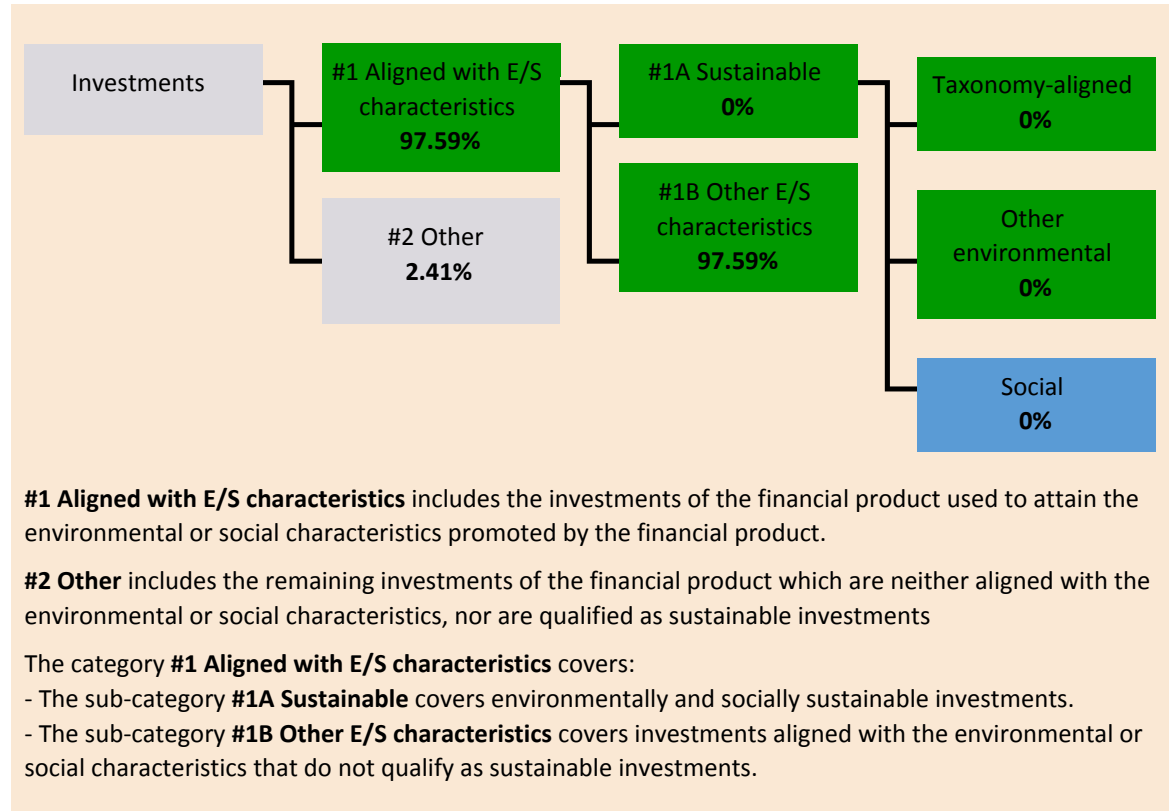 Investments
#1 Aligned with E/S
characteristics
97.59%
#2 Other
2.41%
#1A Sustainable
0%
#1B Other E/S
characteristics
97.59%
Taxonomy-aligned
0%
Other
environmental
0%
Social
0%
#1 Aligned with E/S characteristics includes the investments of the financial product used to attain the
environmental or social characteristics promoted by the financial product.
#2 Other includes the remaining investments of the financial product which are neither aligned with the
environmental or social characteristics, nor are qualified as sustainable investments
The category #1 Aligned with E/S characteristics covers:
- The sub-category #1A Sustainable covers environmentally and socially sustainable investments.
- The sub-category #1B Other E/S characteristics covers investments aligned with the environmental or
social characteristics that do not qualify as sustainable investments.